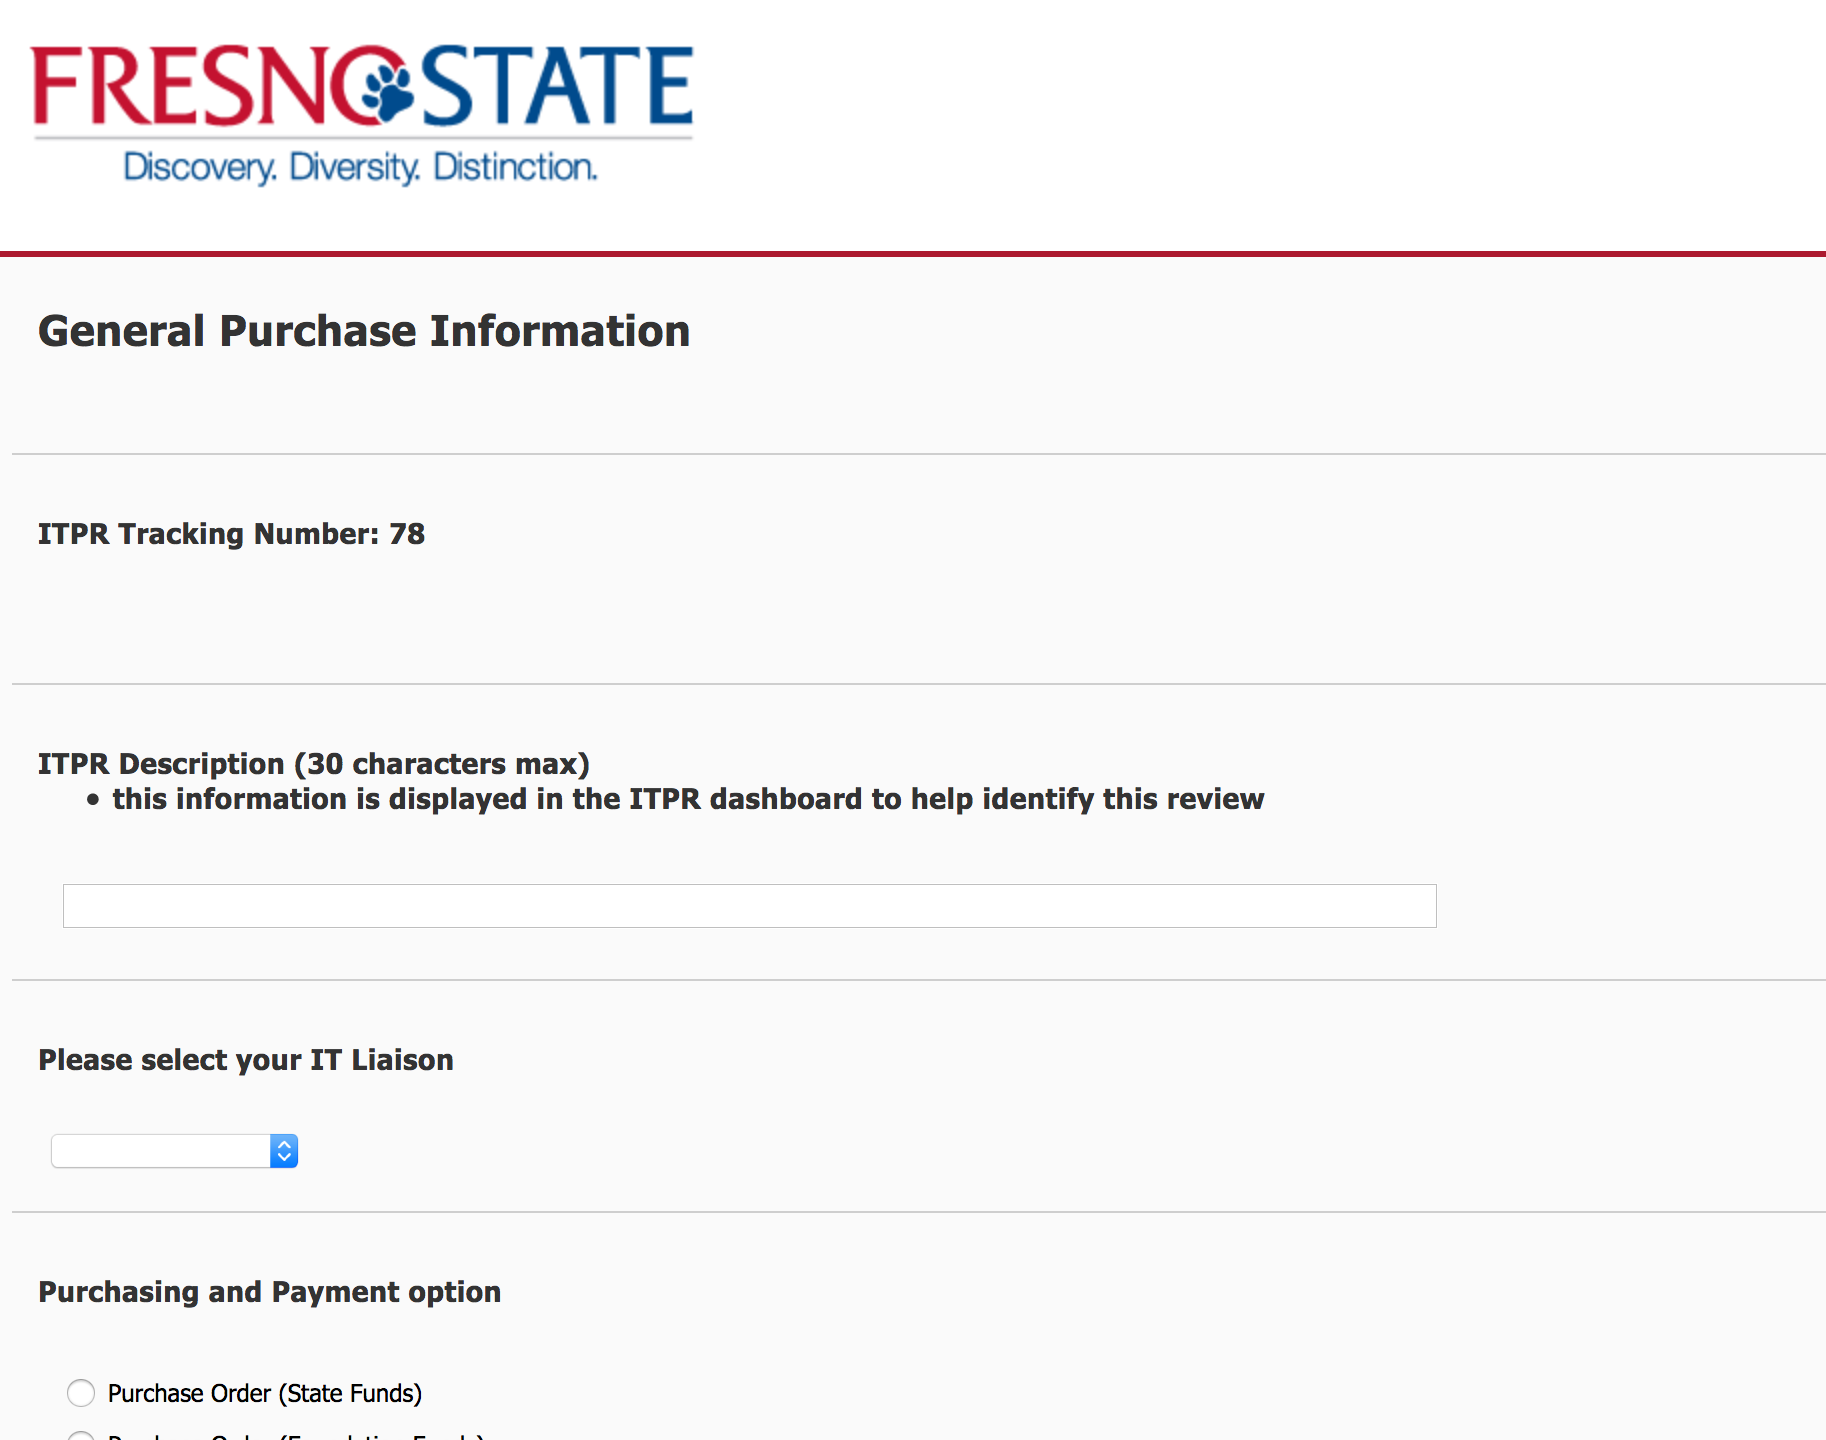 FRESNO STATE
Discovery. Diversity. Distinction.
General Purchase Information
ITPR Tracking Number: 78
ITPR Description (30 characters max)
• this information is displayed in the ITPR dashboard to help identify this review
Please select your IT Liaison
Purchasing and Payment option
Purchase Order (State Funds)